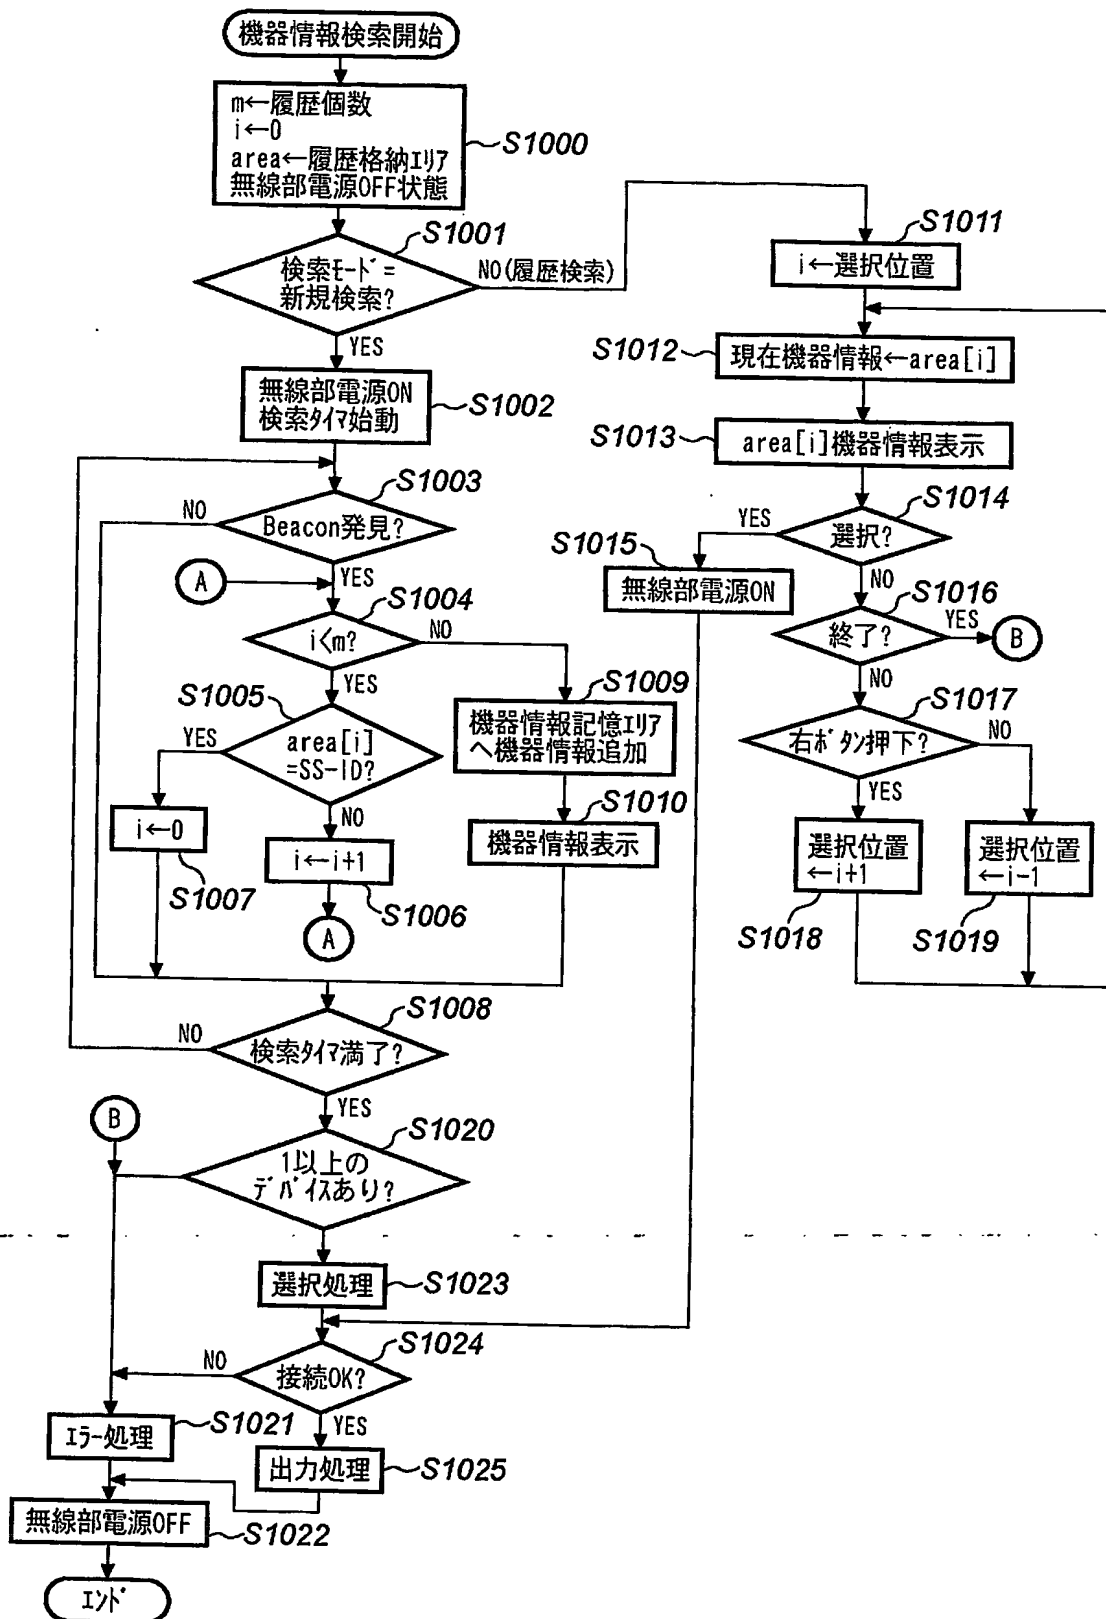 機器情報検索開始
m←履歴個数
i←0
area←履歴格納エリア
無線部電源OFF状態
S1000
S1001
検索モード=
新規検索?
NO(履歴検索)
YES
無線部電源ON
検索タイマ始動
S1002
S1003
Beacon発見?
NO
YES
A
S1004
i<m?
NO
YES
S1005
area[i]
=SS-ID?
YES
NO
i←0
S1007
i←i+1
S1006
A
S1009
機器情報記憶エリア
へ機器情報追加
S1010
機器情報表示
S1008
検索タイマ満了?
NO
YES
S1011
i←選択位置
S1012
現在機器情報←area[i]
S1013
area[i]機器情報表示
S1014
選択?
YES
NO
S1015
無線部電源ON
S1016
終了?
YES
B
NO
S1017
右ボタン押下?
NO
YES
選択位置
←i+1
S1018
選択位置
←i-1
S1019
B
S1020
1以上の
デバイスあり?
選択処理
S1023
S1024
接続OK?
NO
YES
エラー処理
S1021
出力処理
S1025
無線部電源OFF
S1022
エンド